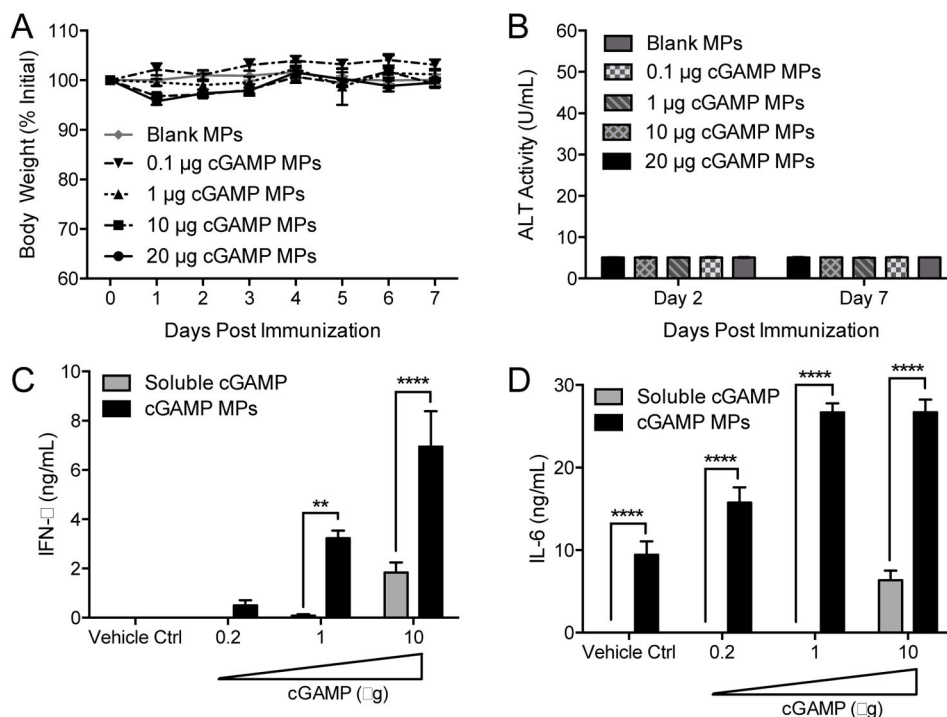 A
110
100
90
80
70
60
Body Weight (% Initial)
Blank MPs
0.1 µg cGAMP MPs
1 µg cGAMP MPs
10 µg cGAMP MPs
20 µg cGAMP MPs
0 1 2 3 4 5 6 7
Days Post Immunization
B
60
50
40
30
20
10
0
ALT Activity (U/mL)
Blank MPs
0.1 µg cGAMP MPs
1 µg cGAMP MPs
10 µg cGAMP MPs
20 µg cGAMP MPs
Day 2 Day 7
Days Post Immunization
C
10
8
6
4
2
0
IFN-□ (ng/mL)
Soluble cGAMP
cGAMP MPs
**
****
Vehicle Ctrl 0.2 1 10
cGAMP (□g)
D
30
20
10
0
IL-6 (ng/mL)
Soluble cGAMP
cGAMP MPs
****
****
****
****
Vehicle Ctrl 0.2 1 10
cGAMP (□g)